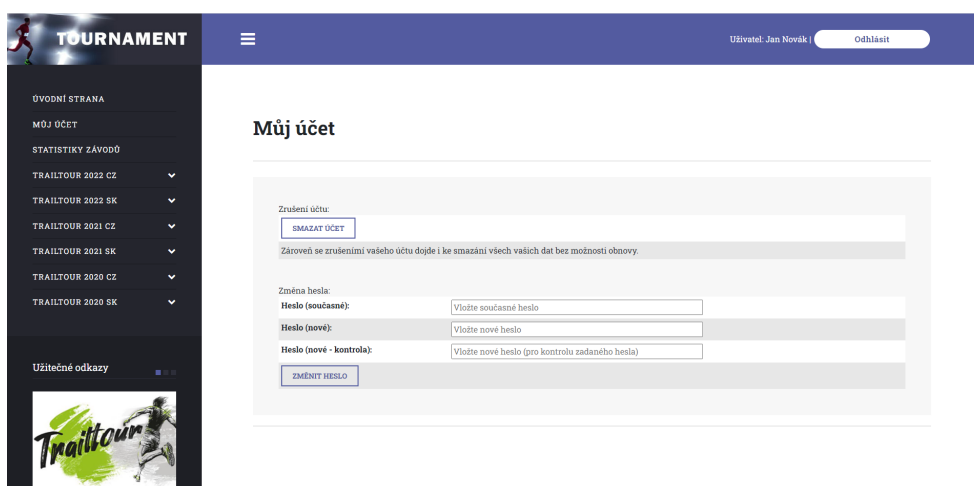 TOURNAMENT
Uživatel: Jan Novák | Odhlásit
ÚVODNÍ STRANA
MŮJ ÚČET
STATISTIKY ZÁVODŮ
TRAILTOUR 2022 CZ
TRAILTOUR 2022 SK
TRAILTOUR 2021 CZ
TRAILTOUR 2021 SK
TRAILTOUR 2020 CZ
TRAILTOUR 2020 SK
Užitečné odkazy
Trailtour
Můj účet
Zrušení účtu:
SMAZAT ÚČET
Zároveň se zrušenímí vašeho účtu dojde i ke smazání všech vašich dat bez možnosti obnovy.
Změna hesla:
Heslo (současné): Vložte současné heslo
Heslo (nové): Vložte nové heslo
Heslo (nové - kontrola): Vložte nové heslo (pro kontrolu zadaného hesla)
ZMĚNIT HESLO